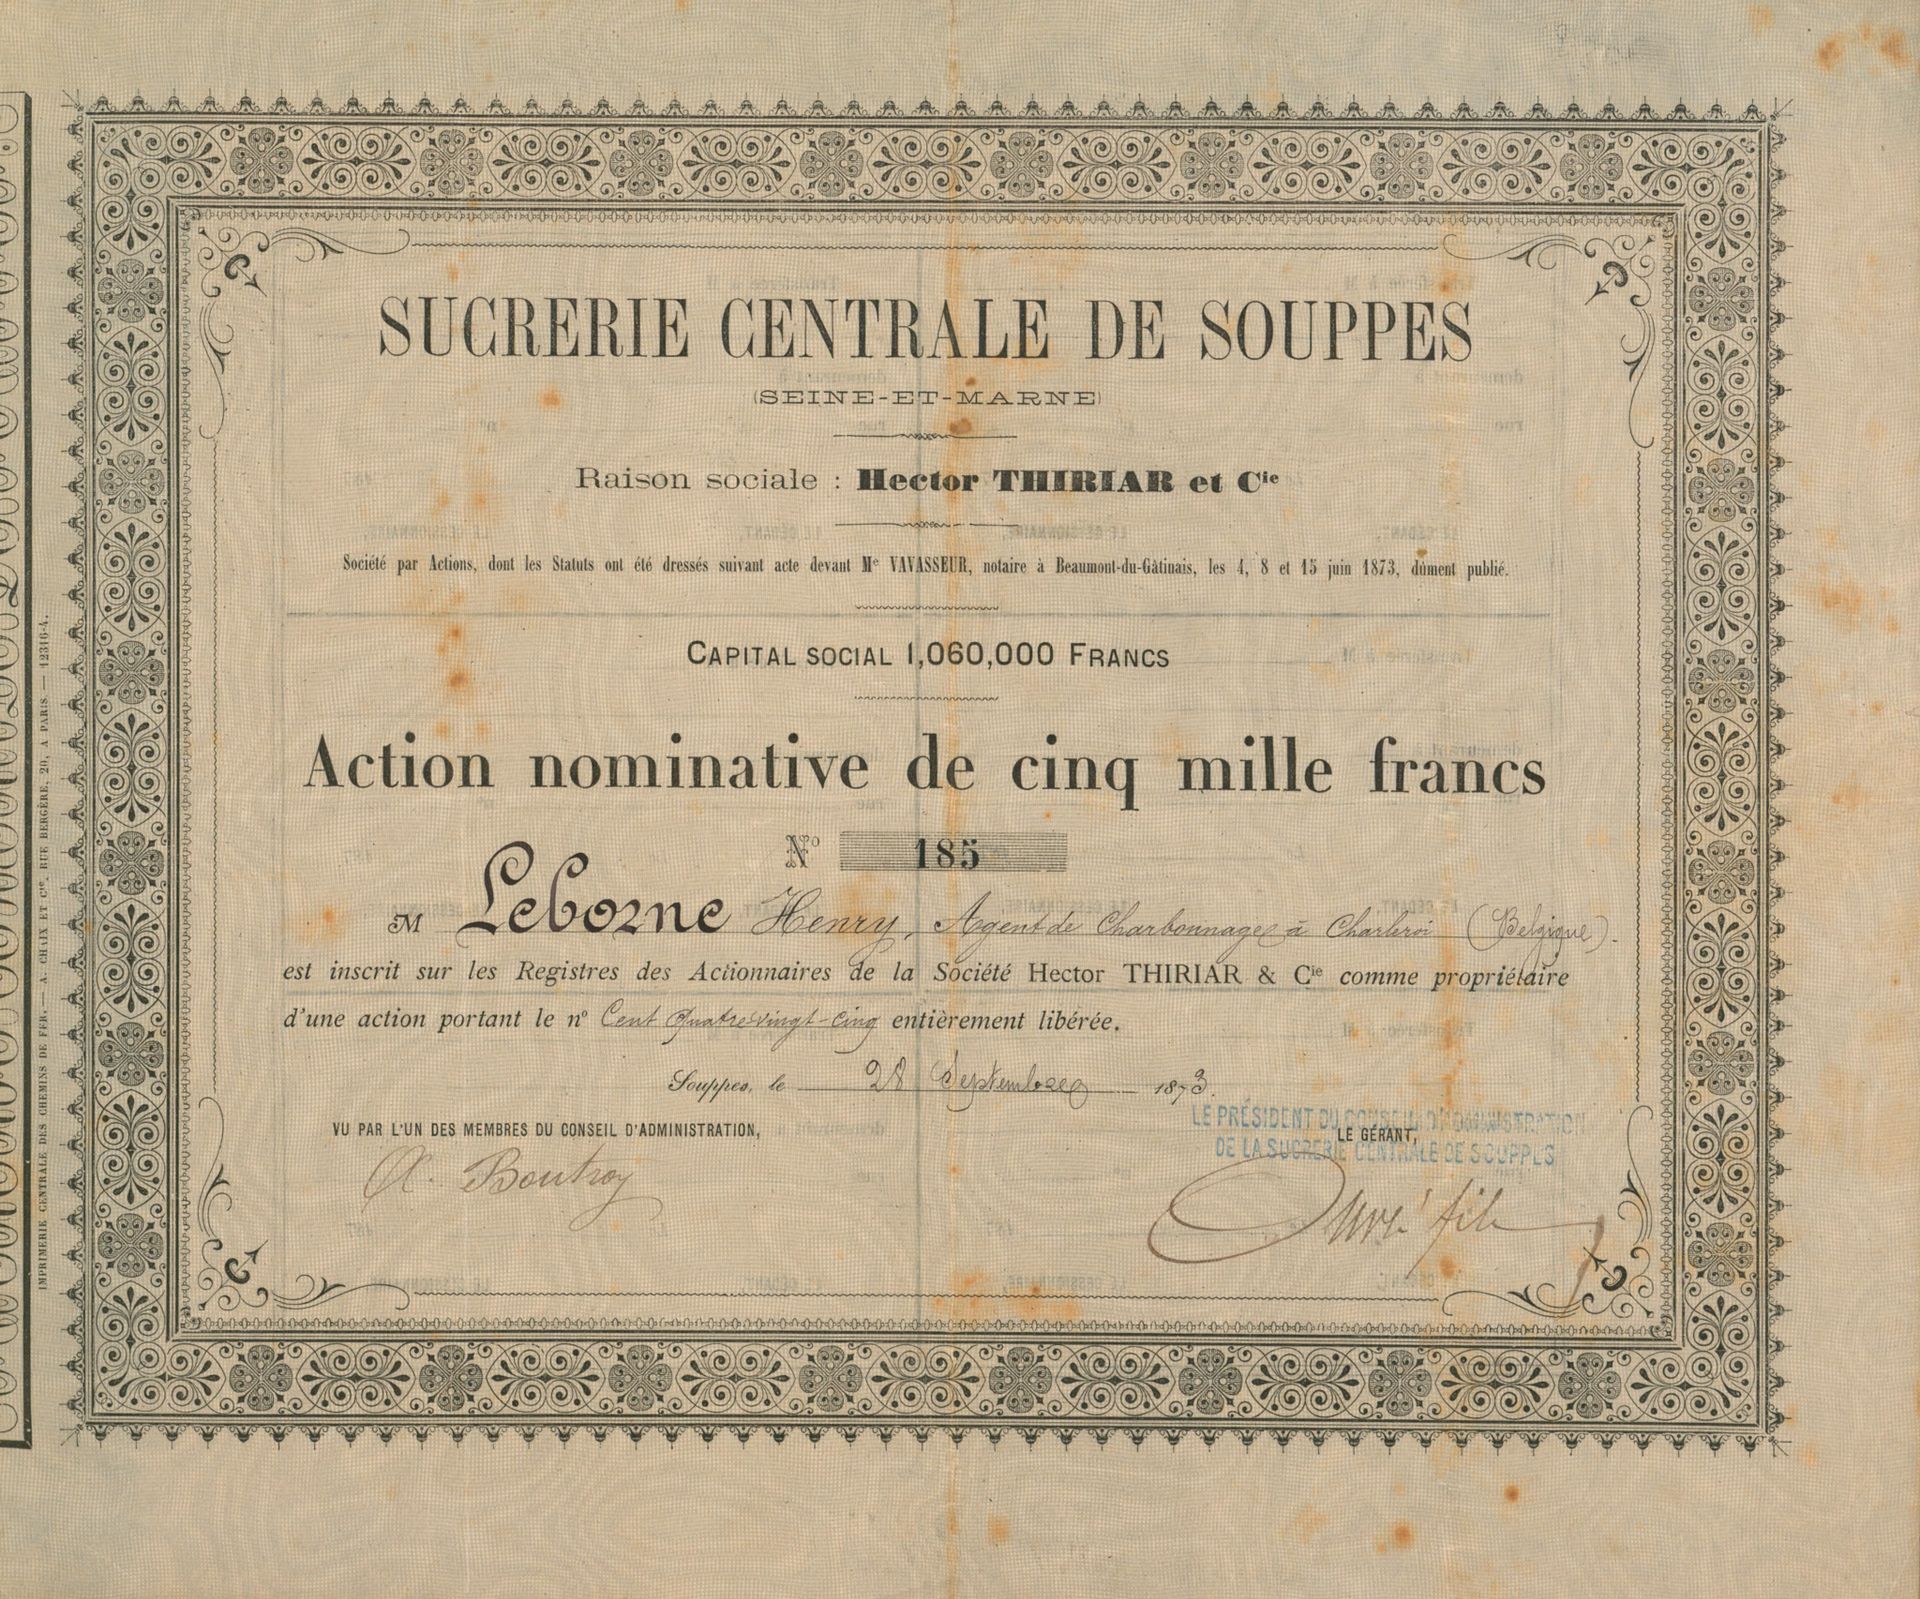 SUCRERIE CENTRALE DE SOUPPES
(SEINE-ET-MARNE)
Raison sociale : Hector THIRIAR et Cie
Société par Actions, dont les Statuts ont été dressés suivant acte devant Me VAVASSEUR, notaire à Beaumont-du-Gâtinais, les 4, 8 et 15 juin 1873, dûment publié.
CAPITAL SOCIAL 1,060,000 FRANCS
Action nominative de cinq mille francs
No 185
M Leborne Henry, Agent de Charbonnages à Charleroi (Belgique).
est inscrit sur les Registres des Actionnaires de la Société Hector THIRIAR & Cie comme propriétaire
d'une action portant le no Cent Quatre vingt-cinq entièrement libérée.
Souppes, le 28 Septembre 1873.
VU PAR L'UN DES MEMBRES DU CONSEIL D'ADMINISTRATION,
LE PRÉSIDENT DU CONSEIL D'ADMINISTRATION
LE GÉRANT,
DE LA SUCRERIE CENTRALE DE SOUPPES
Boutroy
Ouvré fils
IMPRIMERIE CENTRALE DES CHEMINS DE FER. — A. CHAIX ET Cie, RUE BERGÈRE, 20, A PARIS. — 12316-4.